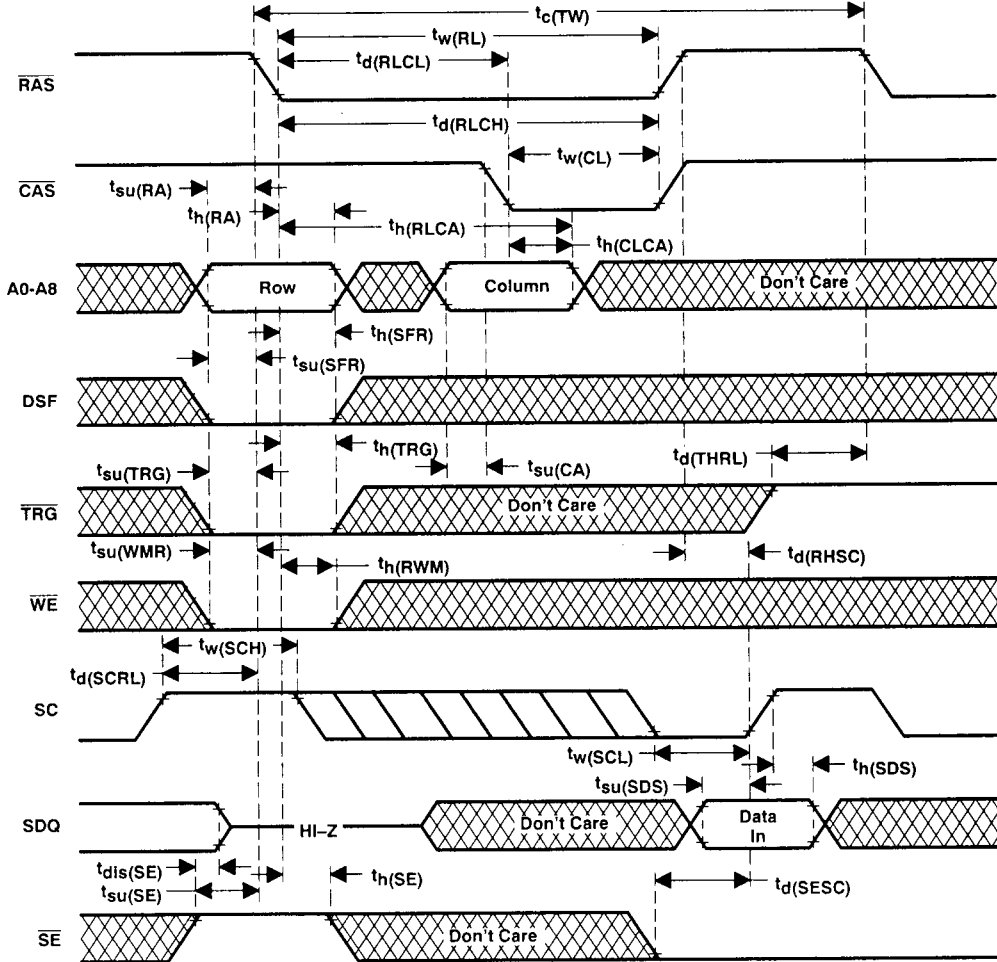 tc(TW)
tw(RL)
td(RLCL)
RAS
td(RLCH)
tw(CL)
CAS
tsu(RA)
th(RA)
th(RLCA)
th(CLCA)
A0-A8
Row
Column
Don't Care
th(SFR)
tsu(SFR)
DSF
th(TRG)
td(THRL)
tsu(TRG)
tsu(CA)
TRG
Don't Care
tsu(WMR)
th(RWM)
td(RHSC)
WE
tw(SCH)
td(SCRL)
SC
tw(SCL)
th(SDS)
tsu(SDS)
SDQ
HI–Z
Don't Care
Data
In
tdis(SE)
tsu(SE)
th(SE)
td(SESC)
SE
Don't Care